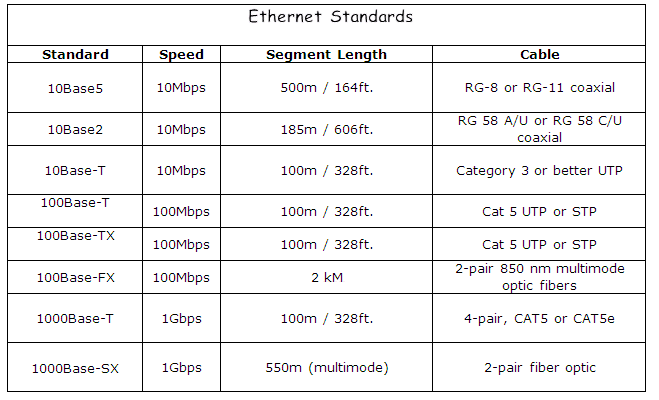 Ethernet Standards
Standard Speed Segment Length Cable
10Base5 10Mbps 500m / 164ft. RG-8 or RG-11 coaxial
10Base2 10Mbps 185m / 606ft. RG 58 A/U or RG 58 C/U
coaxial
10Base-T 10Mbps 100m / 328ft. Category 3 or better UTP
100Base-T 100Mbps 100m / 328ft. Cat 5 UTP or STP
100Base-TX 100Mbps 100m / 328ft. Cat 5 UTP or STP
100Base-FX 100Mbps 2 kM 2-pair 850 nm multimode
optic fibers
1000Base-T 1Gbps 100m / 328ft. 4-pair, CAT5 or CAT5e
1000Base-SX 1Gbps 550m (multimode) 2-pair fiber optic